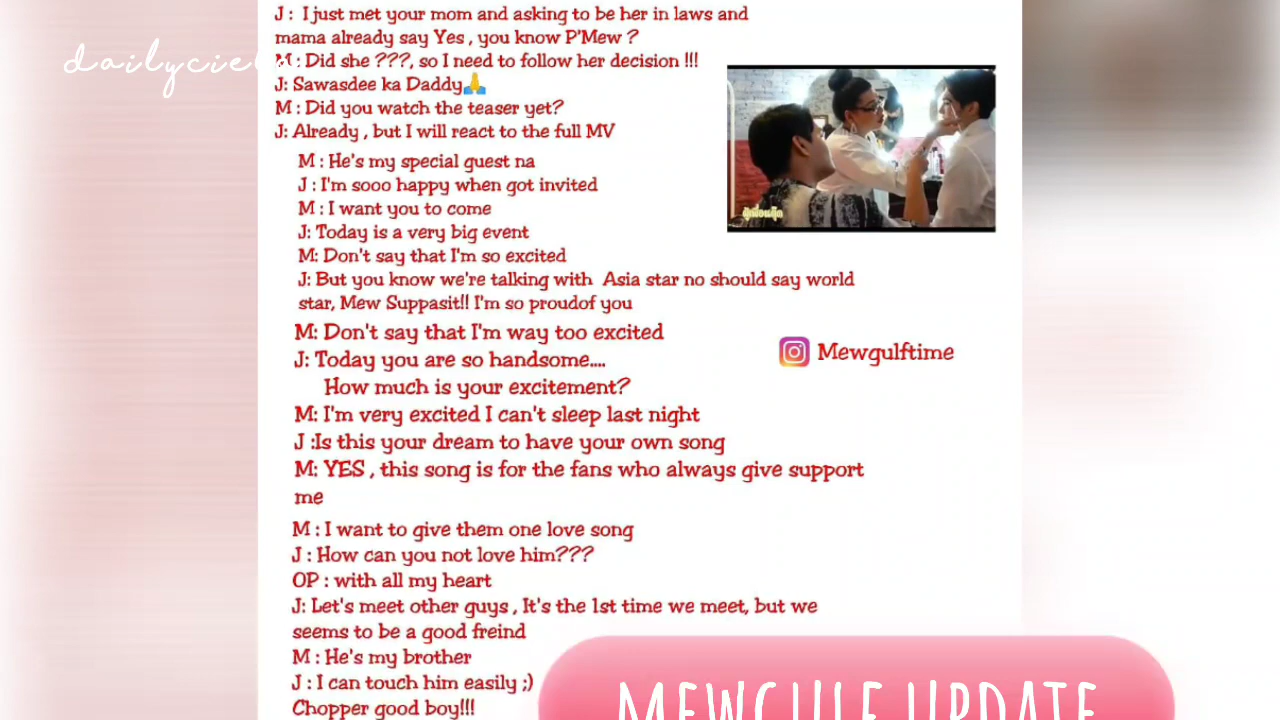 J : I just met your mom and asking to be her in laws and
mama already say Yes , you know P'Mew ?
M : Did she ???, so I need to follow her decision !!!
J: Sawasdee ka Daddy🙏
M : Did you watch the teaser yet?
J: Already , but I will react to the full MV
M : He's my special guest na
J : I'm sooo happy when got invited
M : I want you to come
J: Today is a very big event
M: Don't say that I'm so excited
J: But you know we're talking with Asia star no should say world
star, Mew Suppasit!! I'm so proudof you
M: Don't say that I'm way too excited
J: Today you are so handsome....
How much is your excitement?
M: I'm very excited I can't sleep last night
J :Is this your dream to have your own song
M: YES , this song is for the fans who always give support
me
M : I want to give them one love song
J : How can you not love him???
OP : with all my heart
J: Let's meet other guys , It's the 1st time we meet, but we
seems to be a good freind
M : He's my brother
J : I can touch him easily ;)
Chopper good boy!!!
Mewgulftime
MEWGULF UPDATE